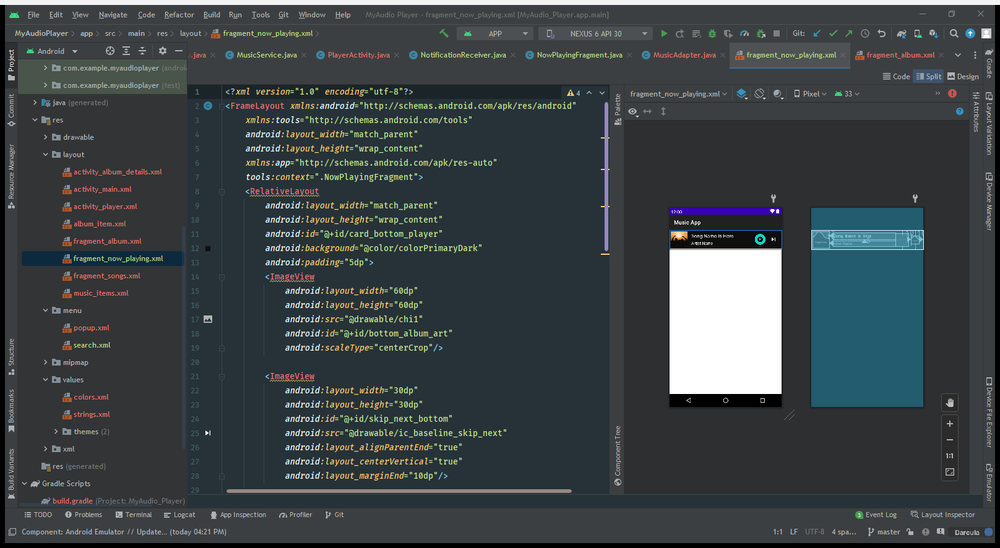 File Edit View Navigate Code Refactor Build Run Tools Git Window Help MyAudio Player - fragment_now_playing.xml [MyAudio_Player.app.main]
MyAudioPlayer app src main res layout fragment_now_playing.xml APP NEXUS 6 API 30 Git:
Android
.java MusicService.java PlayerActivity.java NotificationReceiver.java NowPlayingFragment.java MusicAdapter.java fragment_now_playing.xml fragment_album.xml
Code Split Design
Project
Commit
Resource Manager
Structure
Bookmarks
Build Variants
com.example.myaudioplayer (androi
com.example.myaudioplayer (test)
java (generated)
res
drawable
layout
activity_album_details.xml
activity_main.xml
activity_player.xml
album_item.xml
fragment_album.xml
fragment_now_playing.xml
fragment_songs.xml
music_items.xml
menu
popup.xml
search.xml
mipmap
values
colors.xml
strings.xml
themes (2)
xml
res (generated)
Gradle Scripts
build.gradle (Project: MyAudio_Player)
1 <?xml version="1.0" encoding="utf-8"?>
2 <FrameLayout xmlns:android="http://schemas.android.com/apk/res/android"
3 xmlns:tools="http://schemas.android.com/tools"
4 android:layout_width="match_parent"
5 android:layout_height="wrap_content"
6 xmlns:app="http://schemas.android.com/apk/res-auto"
7 tools:context=".NowPlayingFragment">
8 <RelativeLayout
9 android:layout_width="match_parent"
10 android:layout_height="wrap_content"
11 android:id="@+id/card_bottom_player"
12 android:background="@color/colorPrimaryDark"
13 android:padding="5dp">
14 <ImageView
15 android:layout_width="60dp"
16 android:layout_height="60dp"
17 android:src="@drawable/chi1"
18 android:id="@+id/bottom_album_art"
19 android:scaleType="centerCrop"/>
20
21 <ImageView
22 android:layout_width="30dp"
23 android:layout_height="30dp"
24 android:id="@+id/skip_next_bottom"
25 android:src="@drawable/ic_baseline_skip_next"
26 android:layout_alignParentEnd="true"
27 android:layout_centerVertical="true"
28 android:layout_marginEnd="10dp"/>
29
4
Palette
Component Tree
fragment_now_playing.xml Pixel 33
12:00
Music App
Song Name Is Here
Artist Name
Song Name Is Here
Artist Name
1:1
Attributes
Gradle
Layout Validation
Device Manager
Device File Explorer
Emulator
TODO Problems Terminal Logcat App Inspection Profiler Git 3 Event Log Layout Inspector
Component: Android Emulator // Update... (today 04:21 PM) 1:1 LF UTF-8 4 spa... master Darcula